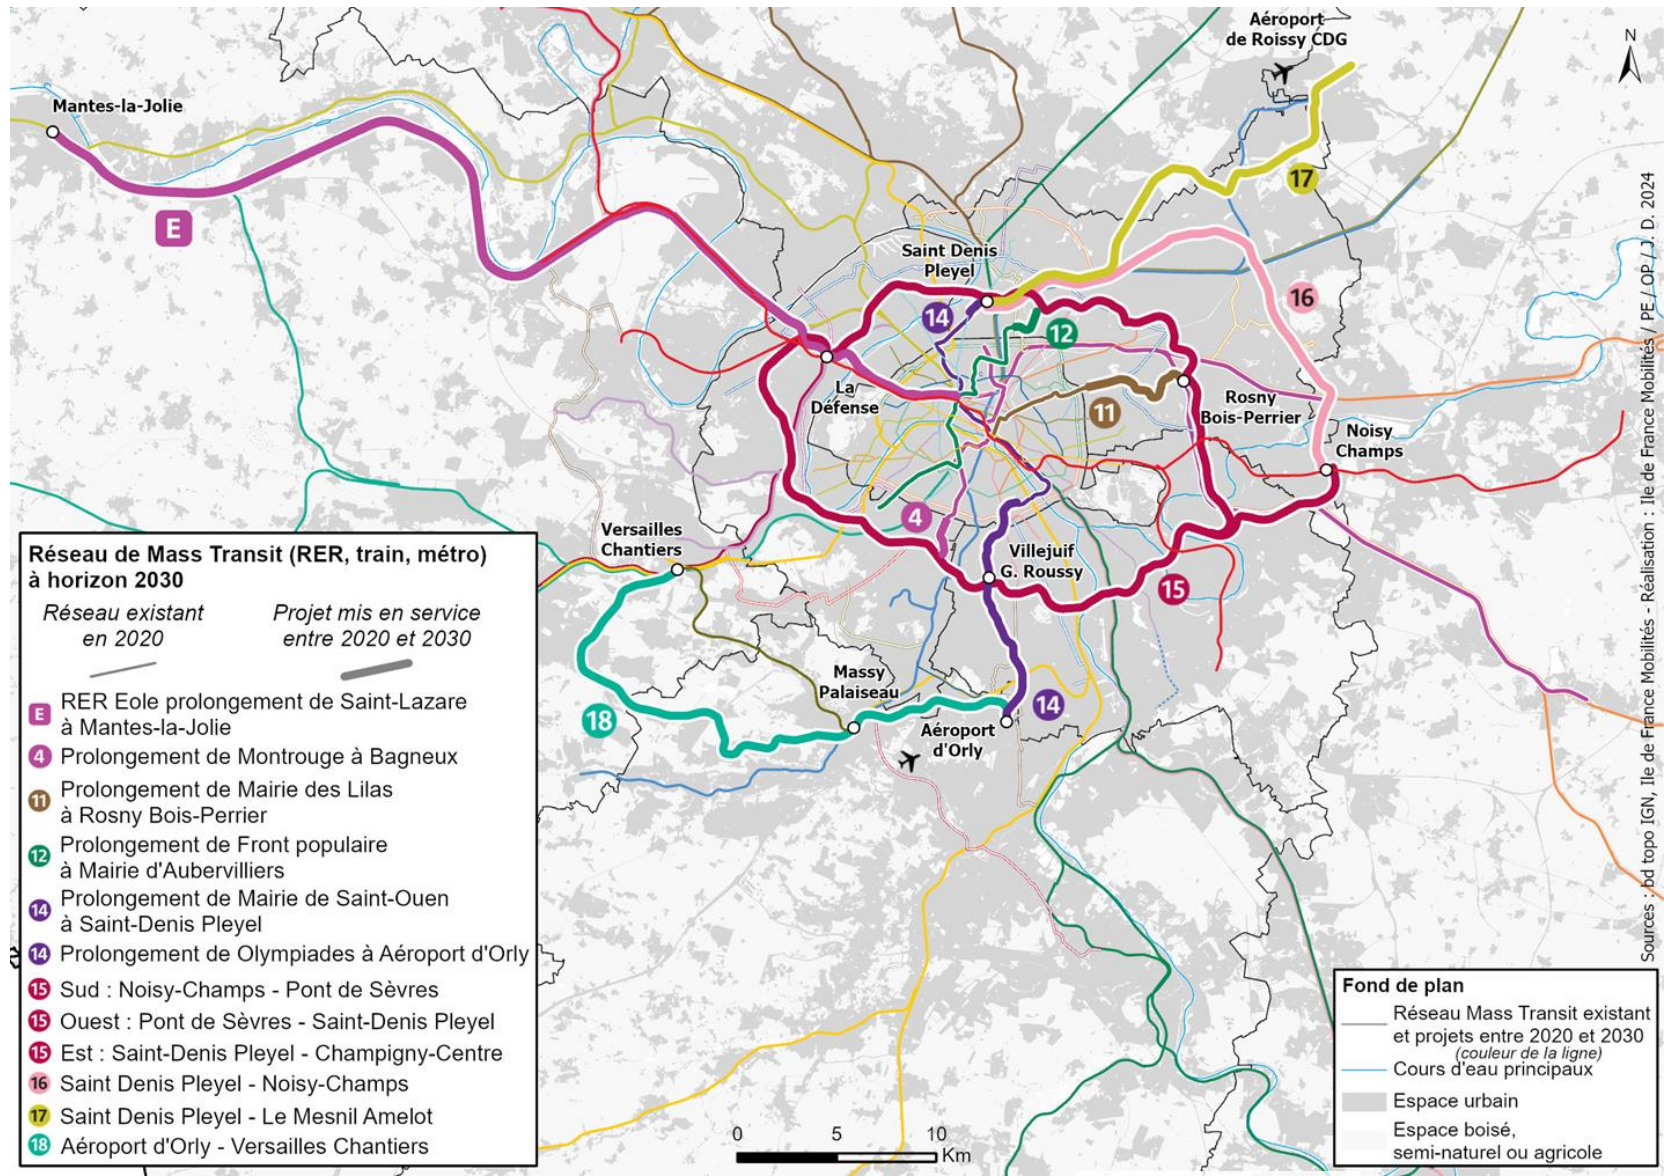 Aéroport
de Roissy CDG
N
Mantes-la-Jolie
17
E
Saint Denis
Pleyel
16
14
12
La
Défense
11
Rosny
Bois-Perrier
Noisy
Champs
4
Versailles
Chantiers
Villejuif
G. Roussy
15
Massy
Palaiseau
18
14
Aéroport
d'Orly
Réseau de Mass Transit (RER, train, métro)
à horizon 2030
Réseau existant
en 2020
Projet mis en service
entre 2020 et 2030
E RER Eole prolongement de Saint-Lazare
à Mantes-la-Jolie
4 Prolongement de Montrouge à Bagneux
11 Prolongement de Mairie des Lilas
à Rosny Bois-Perrier
12 Prolongement de Front populaire
à Mairie d'Aubervilliers
14 Prolongement de Mairie de Saint-Ouen
à Saint-Denis Pleyel
14 Prolongement de Olympiades à Aéroport d'Orly
15 Sud : Noisy-Champs - Pont de Sèvres
15 Ouest : Pont de Sèvres - Saint-Denis Pleyel
15 Est : Saint-Denis Pleyel - Champigny-Centre
16 Saint Denis Pleyel - Noisy-Champs
17 Saint Denis Pleyel - Le Mesnil Amelot
18 Aéroport d'Orly - Versailles Chantiers
0 5 10
Km
Fond de plan
Réseau Mass Transit existant
et projets entre 2020 et 2030
(couleur de la ligne)
Cours d'eau principaux
Espace urbain
Espace boisé,
semi-naturel ou agricole
Sources : bd topo IGN, Ile de France Mobilités - Réalisation : Ile de France Mobilités / PE / OP / J. D. 2024